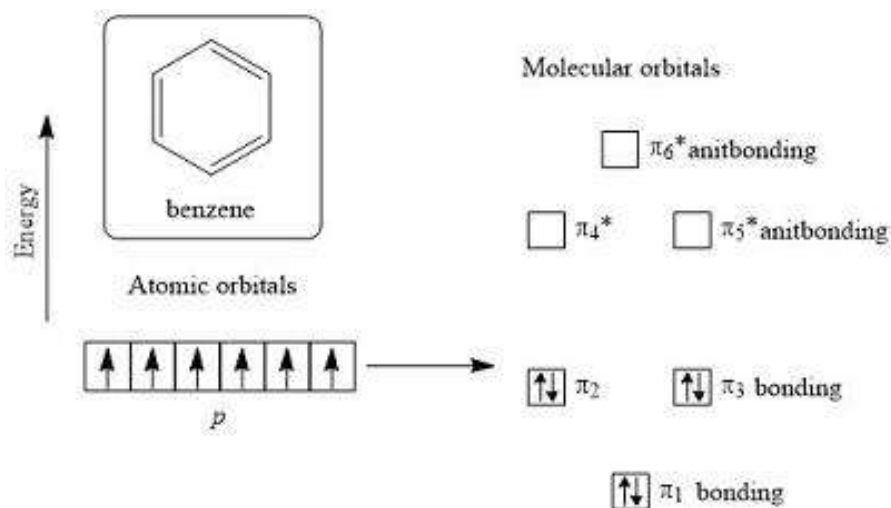 Energy
benzene
Atomic orbitals
p
Molecular orbitals
π6* anitbonding
π4*
π5* anitbonding
π2
π3 bonding
π1 bonding